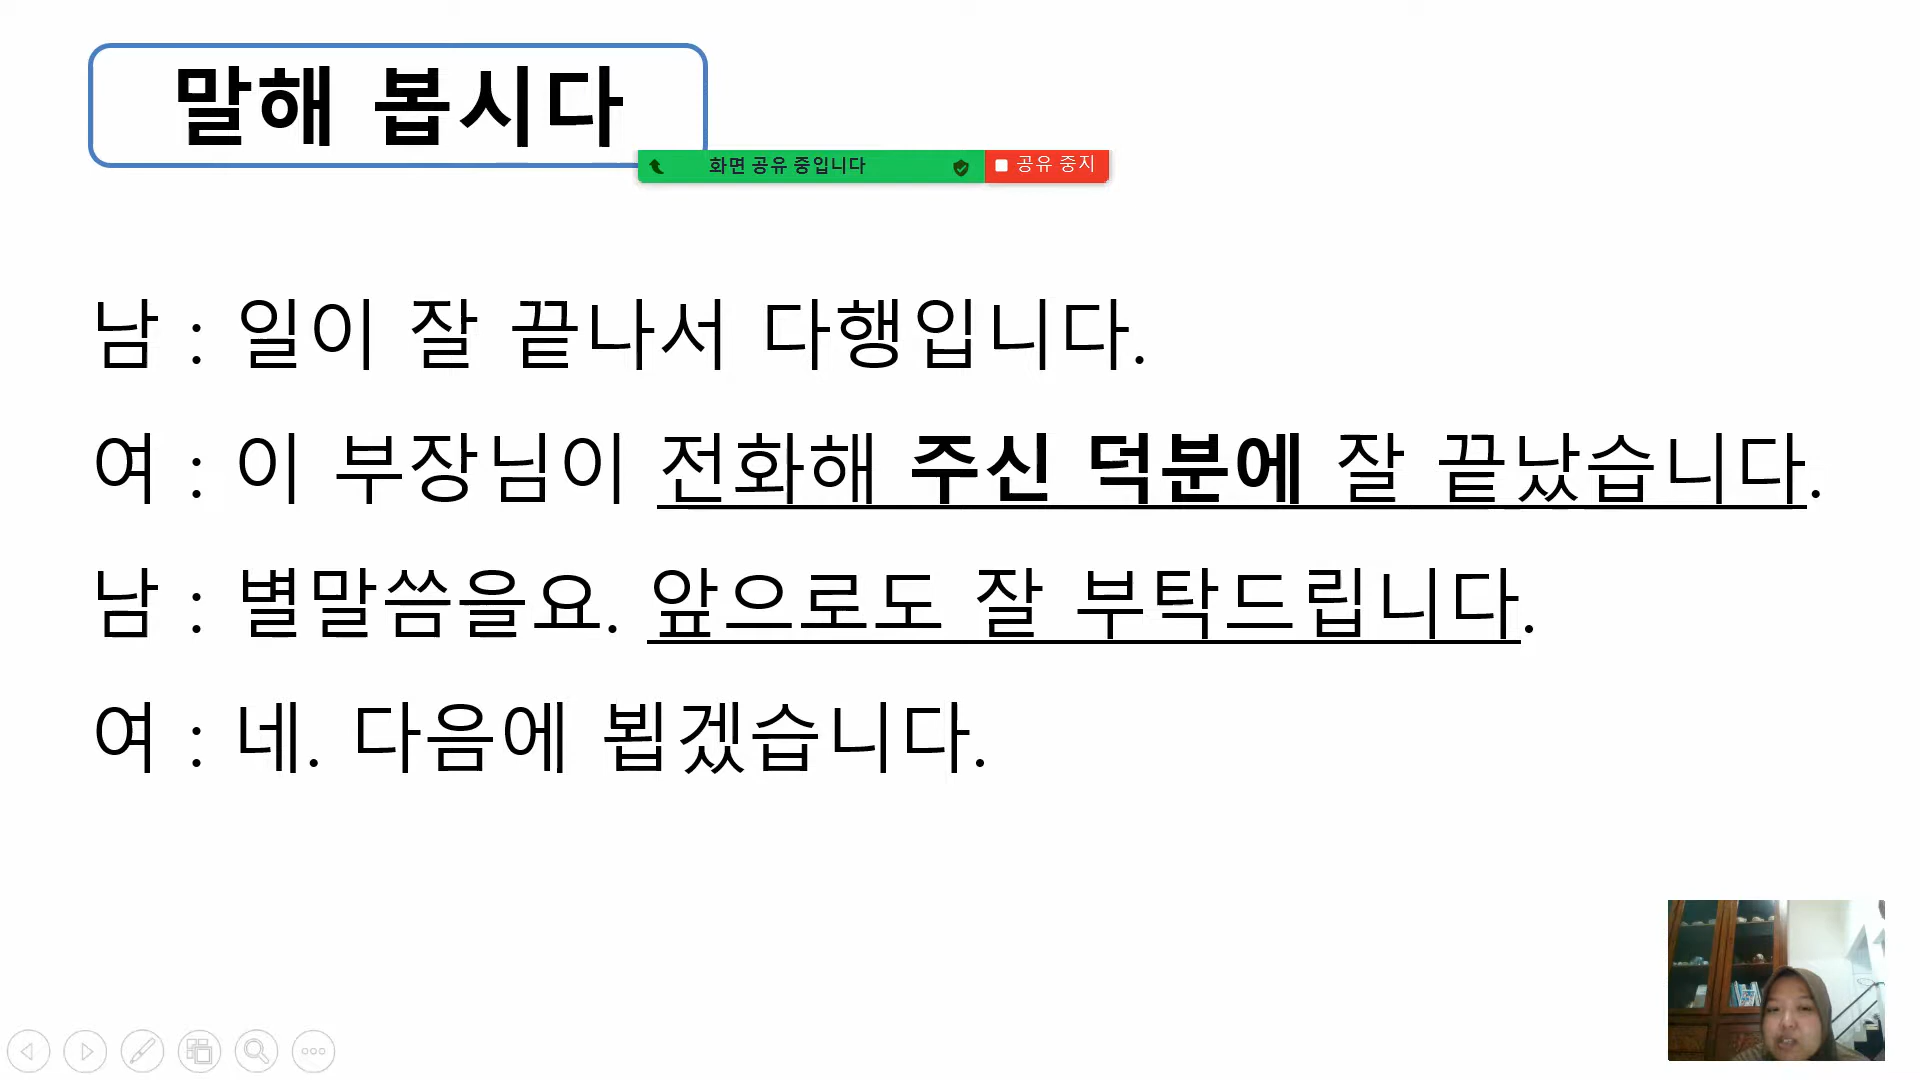 말해 봅시다
화면 공유 중입니다
공유 중지
남 : 일이 잘 끝나서 다행입니다.
여 : 이 부장님이 전화해 주신 덕분에 잘 끝났습니다.
남 : 별말씀을요. 앞으로도 잘 부탁드립니다.
여 : 네. 다음에 뵙겠습니다.